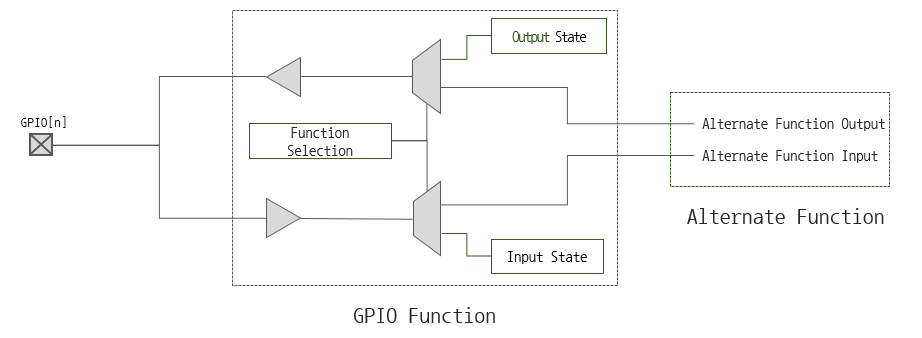 Output State
GPIO[n]
Function
Selection
Alternate Function Output
Alternate Function Input
Alternate Function
Input State
GPIO Function